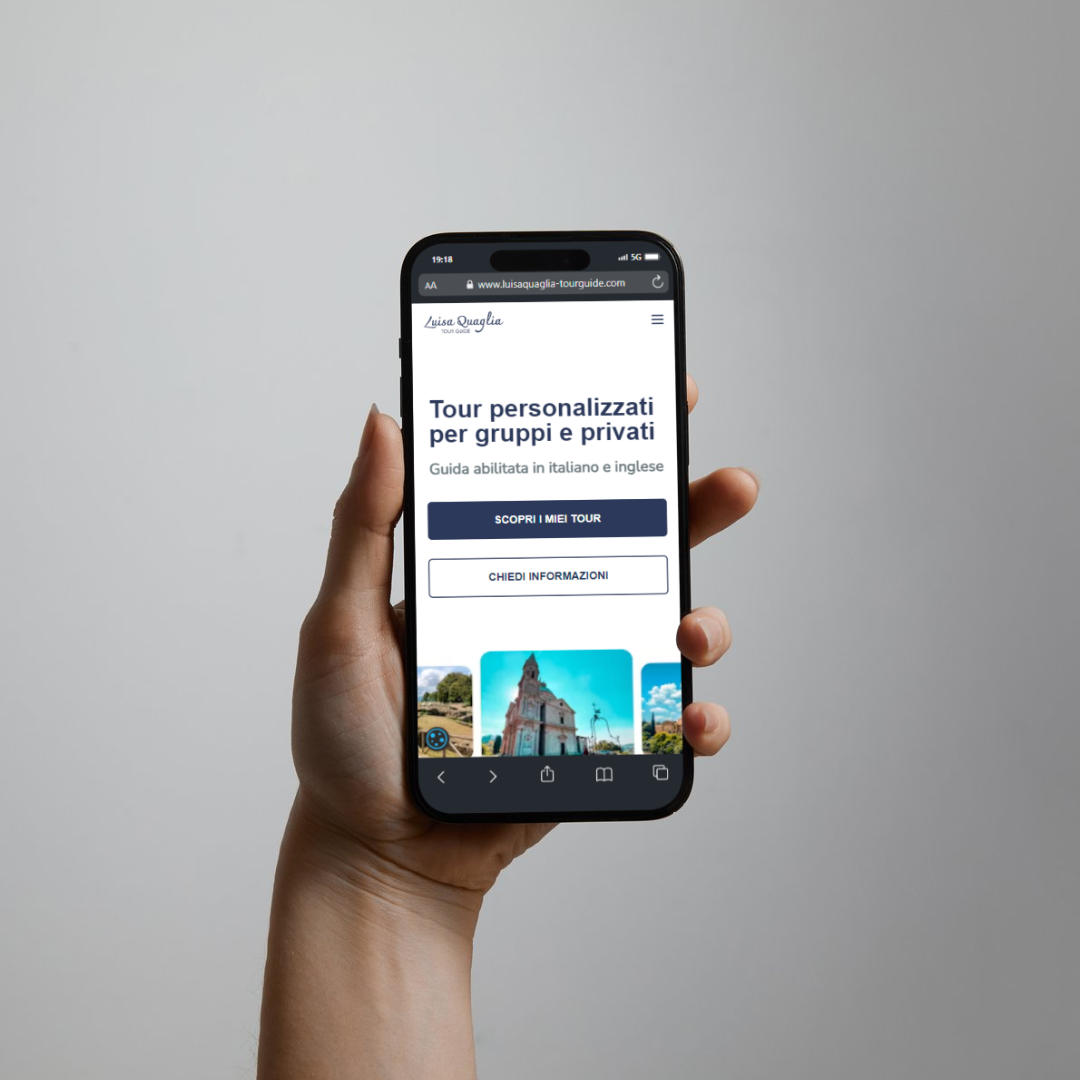 19:18
5G
AA
www.luisaquaglia-tourguide.com
Luisa Quaglia
TOUR GUIDE
Tour personalizzati
per gruppi e privati
Guida abilitata in italiano e inglese
SCOPRI I MIEI TOUR
CHIEDI INFORMAZIONI